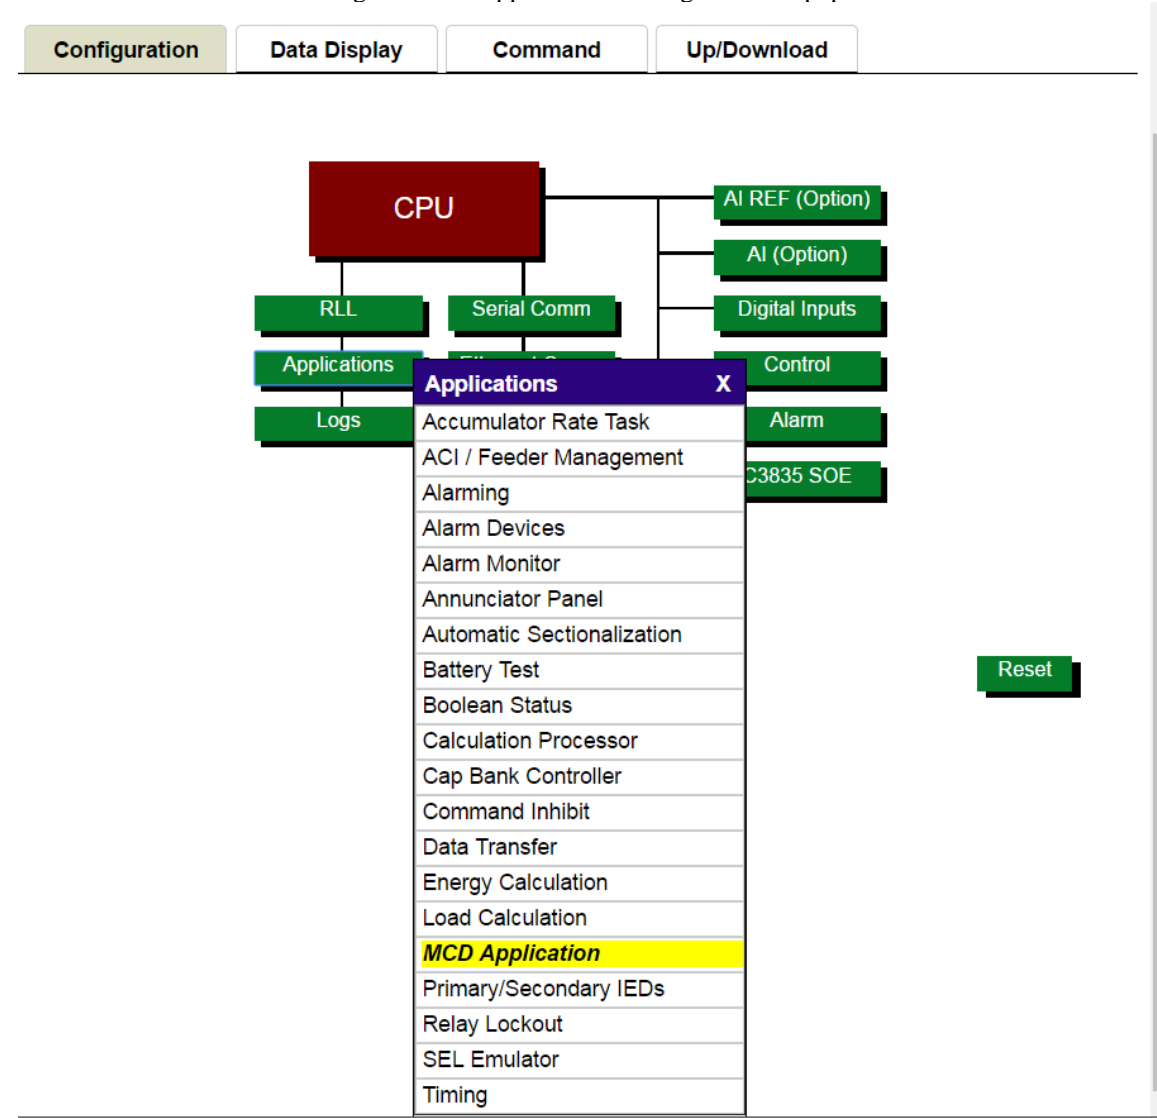 Configuration Data Display Command Up/Download
CPU
AI REF (Option)
AI (Option)
RLL
Serial Comm
Digital Inputs
Applications
Control
Logs
Alarm
C3835 SOE
Applications X
Accumulator Rate Task
ACI / Feeder Management
Alarming
Alarm Devices
Alarm Monitor
Annunciator Panel
Automatic Sectionalization
Battery Test
Boolean Status
Calculation Processor
Cap Bank Controller
Command Inhibit
Data Transfer
Energy Calculation
Load Calculation
MCD Application
Primary/Secondary IEDs
Relay Lockout
SEL Emulator
Timing
Reset